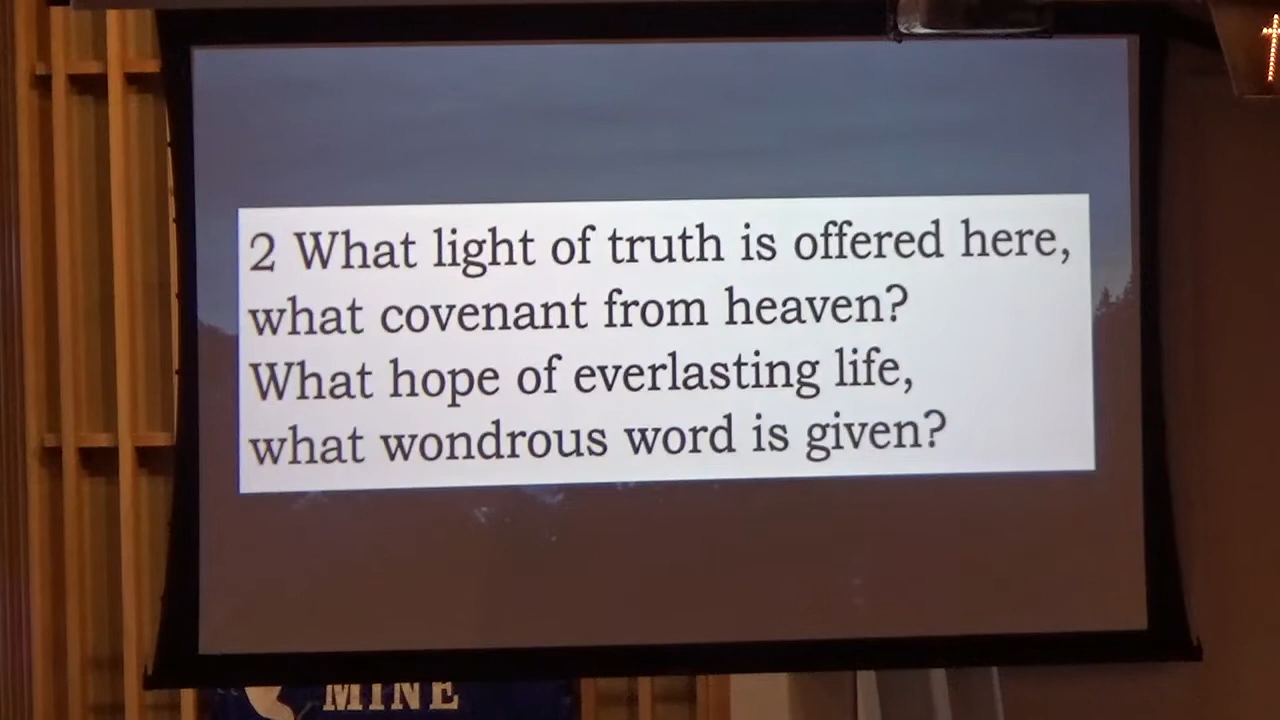 2 What light of truth is offered here,
what covenant from heaven?
What hope of everlasting life,
what wondrous word is given?
MINE